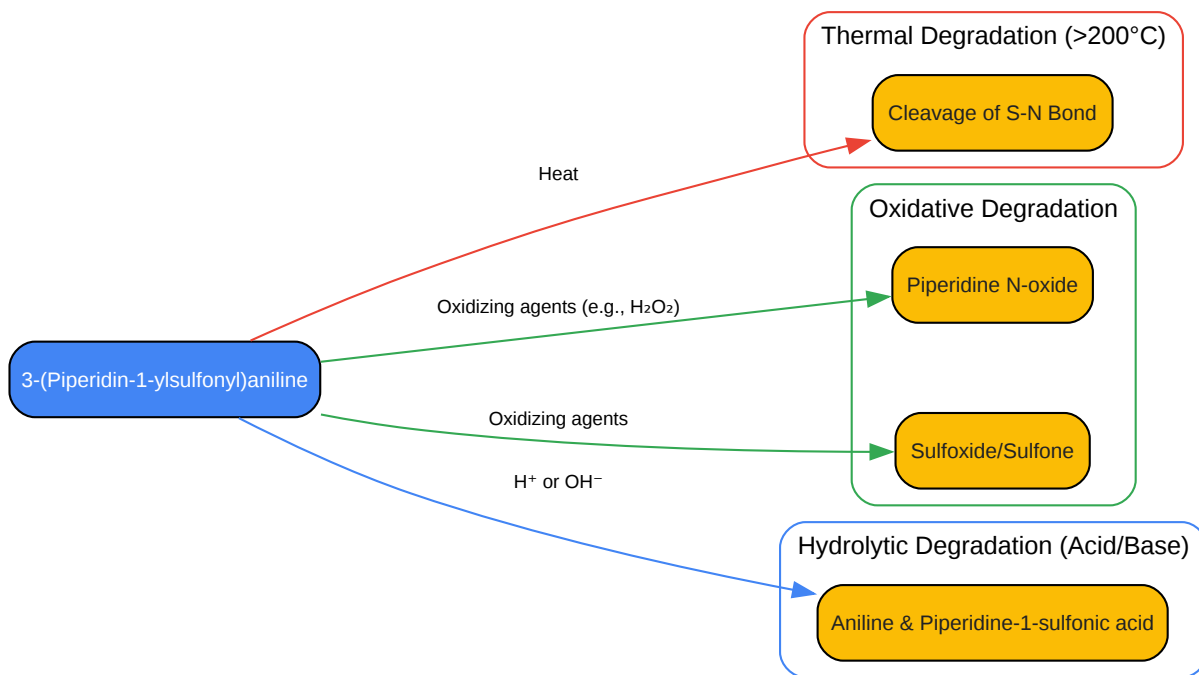 Thermal Degradation (>200°C)
Cleavage of S-N Bond
Heat
Oxidative Degradation
Piperidine N-oxide
Oxidizing agents (e.g., H₂O₂)
3-(Piperidin-1-ylsulfonyl)aniline
Oxidizing agents
Sulfoxide/Sulfone
H⁺ or OH⁻
Hydrolytic Degradation (Acid/Base)
Aniline & Piperidine-1-sulfonic acid